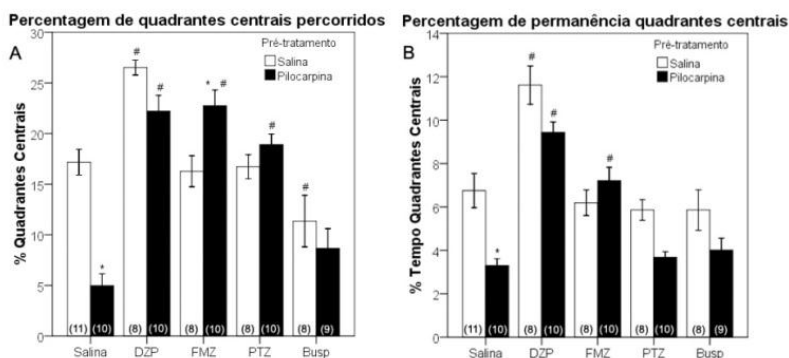 Percentagem de quadrantes centrais percorridos
A
Pré-tratamento
Salina
Pilocarpina
% Quadrantes Centrais
30
25
20
15
10
5
0
*
#
#
* #
#
#
(11) (10) (8) (10) (8) (10) (8) (10) (8) (9)
Salina DZP FMZ PTZ Busp
Percentagem de permanência quadrantes centrais
B
Pré-tratamento
Salina
Pilocarpina
% Tempo Quadrantes Centrais
14
12
10
8
6
4
2
0
*
#
#
#
(11) (10) (8) (10) (8) (10) (8) (10) (8) (9)
Salina DZP FMZ PTZ Busp